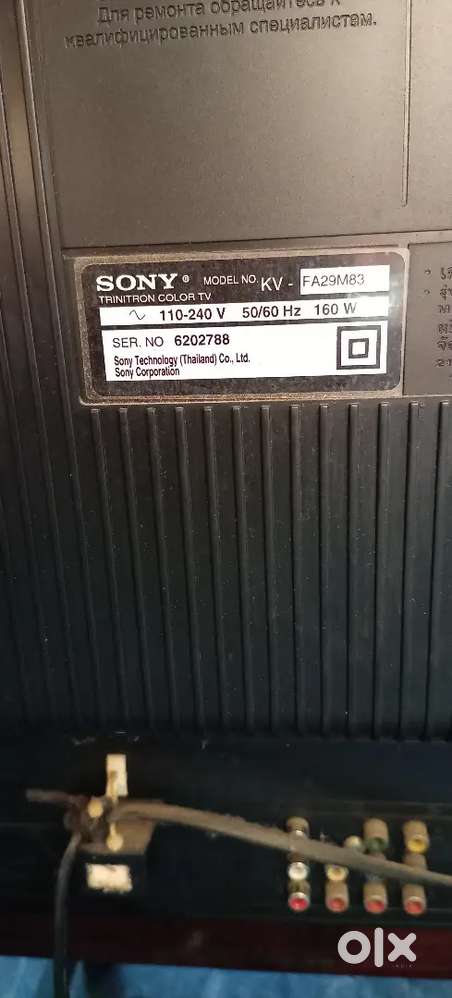 Для ремонта обращайтесь к
квалифицированным специалистам.
SONY ® MODEL NO. KV - FA29M83
TRINITRON COLOR TV
110-240 V 50/60 Hz 160 W
SER. NO 6202788
Sony Technology (Thailand) Co., Ltd.
Sony Corporation
olx